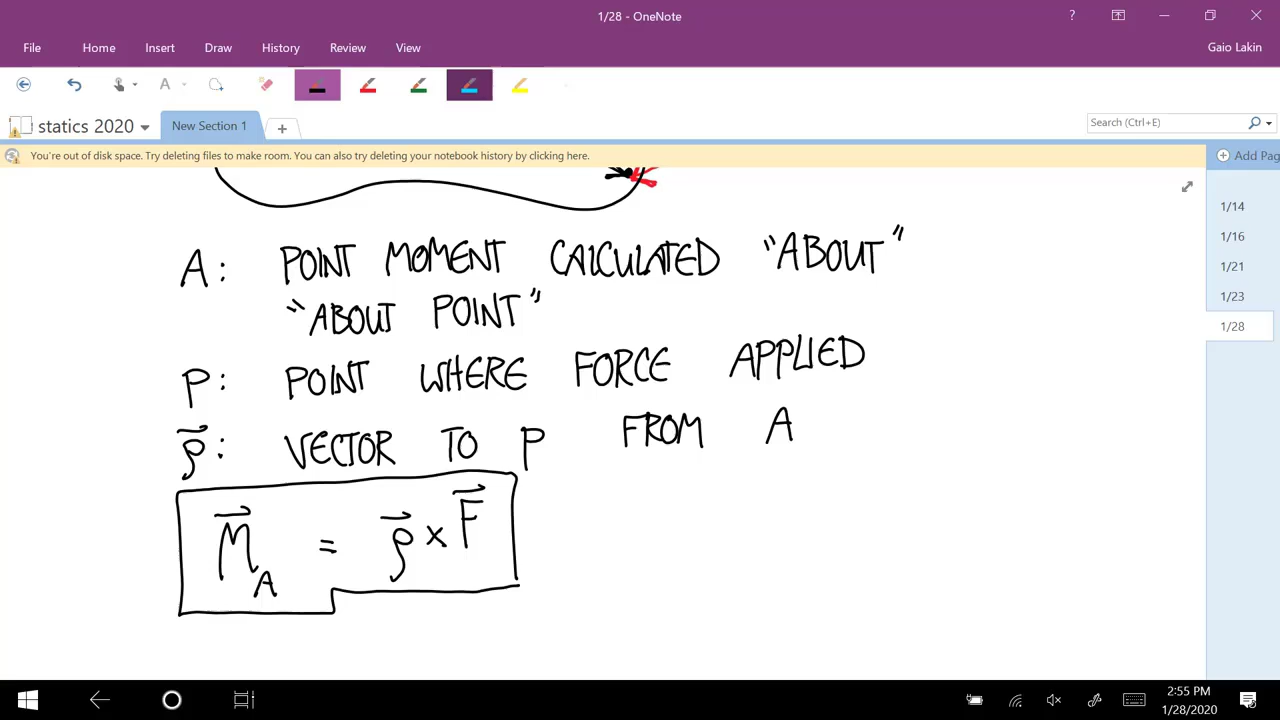 1/28 - OneNote
?
File Home Insert Draw History Review View
Gaio Lakin
A
statics 2020
New Section 1
+
Search (Ctrl+E)
You're out of disk space. Try deleting files to make room. You can also try deleting your notebook history by clicking here.
Add Pag
1/14
1/16
1/21
1/23
1/28
A: POINT MOMENT CALCULATED "ABOUT"
"ABOUT POINT"
P: POINT WHERE FORCE APPLIED
ρ⃗: VECTOR TO P FROM A
M⃗_A = ρ⃗ × F⃗
2:55 PM
1/28/2020